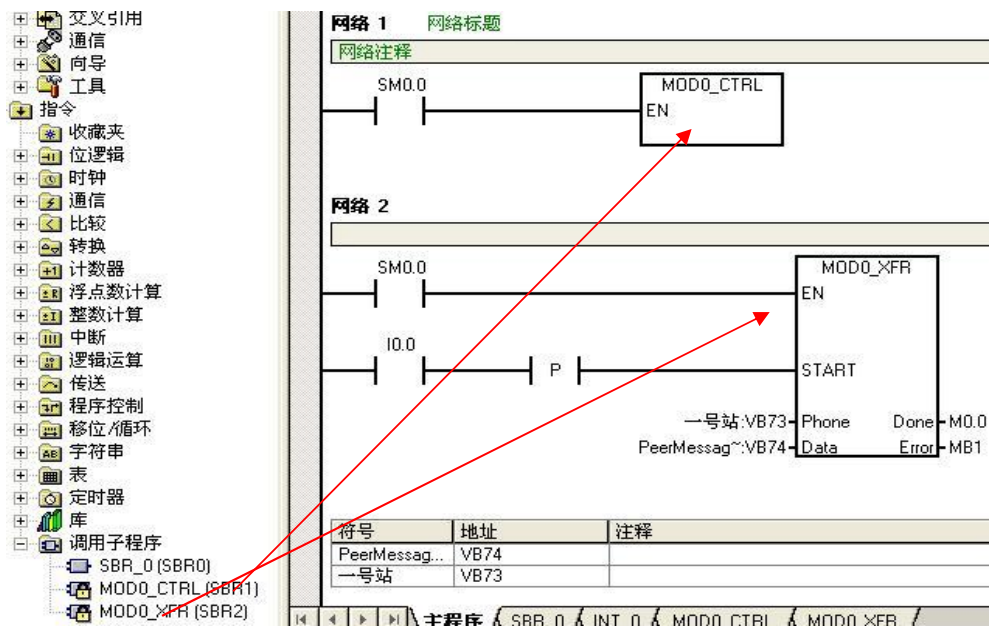 交叉引用
通信
向导
工具
指令
收藏夹
位逻辑
时钟
通信
比较
转换
计数器
浮点数计算
整数计算
中断
逻辑运算
传送
程序控制
移位/循环
字符串
表
定时器
库
调用子程序
SBR_0 (SBR0)
MOD0_CTRL (SBR1)
MOD0_XFR (SBR2)
网络 1 网络标题
网络注释
SM0.0
MOD0_CTRL
EN
网络 2
SM0.0
MOD0_XFR
EN
I0.0
P
START
一号站:VB73 Phone Done M0.0
PeerMessag~:VB74 Data Error MB1
符号 地址 注释
PeerMessag... VB74
一号站 VB73
主程序 SBR_0 INT_0 MOD0_CTRL MOD0_XFR